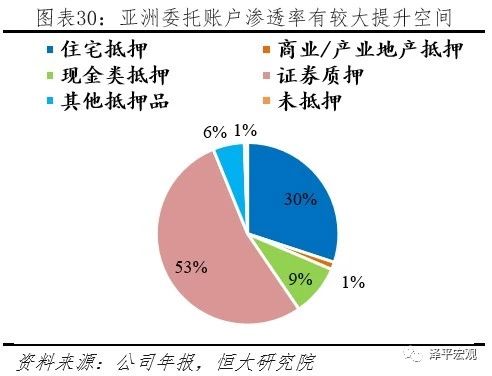 图表30：亚洲委托账户渗透率有较大提升空间
住宅抵押 商业/产业地产抵押
现金类抵押 证券质押
其他抵押品 未抵押
6% 1%
30%
53% 9% 1%
资料来源：公司年报，恒大研究院
泽平宏观